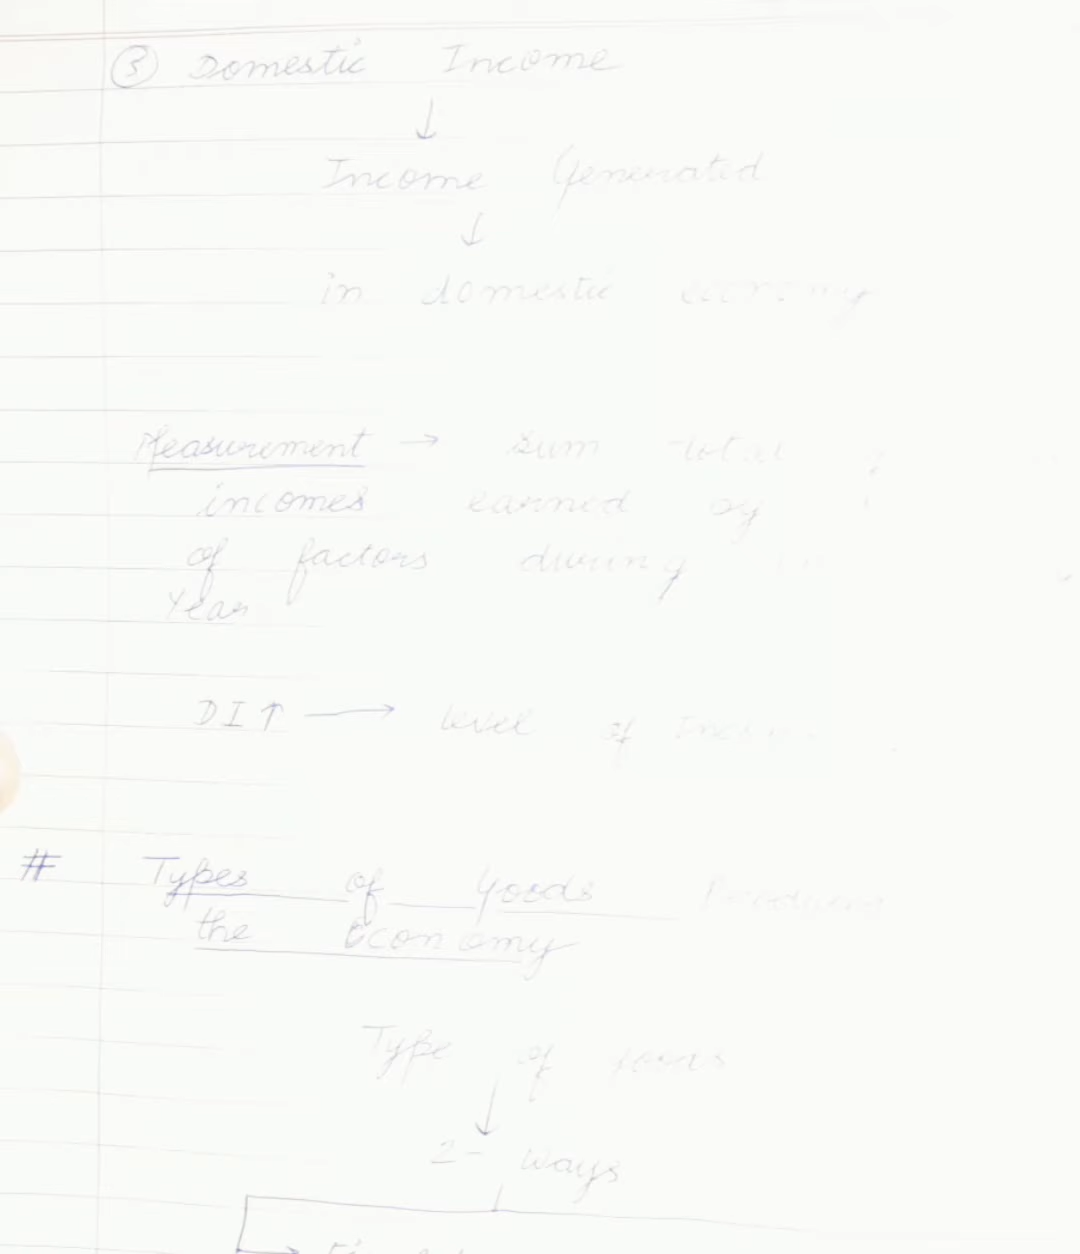 ③ Domestic Income
↓
Income Generated
↓
in domestic economy
Measurement → sum total
incomes earned by
of factors during
Year
DI↑ → level of
# Types of Goods
the Economy
Type of
↓
2- ways